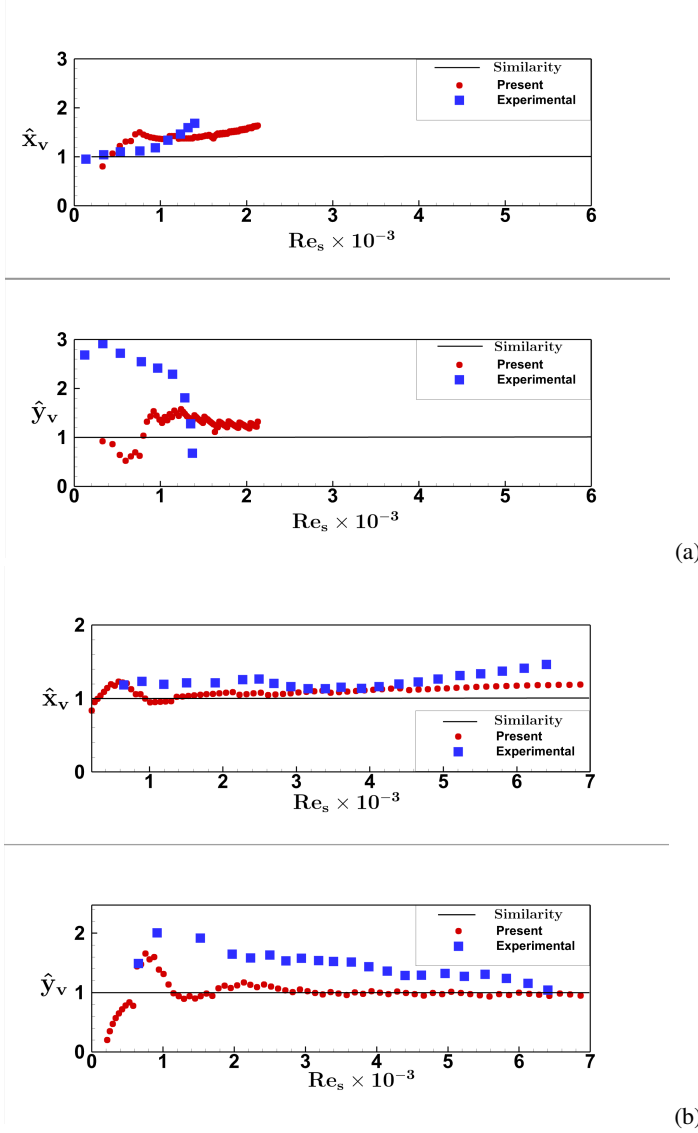 3
Similarity
Present
Experimental
2
x̂ᵥ
1
0
0 1 2 3 4 5 6
Reₛ × 10⁻³
3
Similarity
Present
Experimental
2
ŷᵥ
1
0
0 1 2 3 4 5 6
Reₛ × 10⁻³
(a)
2
x̂ᵥ
1
Similarity
Present
Experimental
0
1 2 3 4 5 6 7
Reₛ × 10⁻³
Similarity
2
Present
Experimental
ŷᵥ
1
0
0 1 2 3 4 5 6 7
Reₛ × 10⁻³
(b)